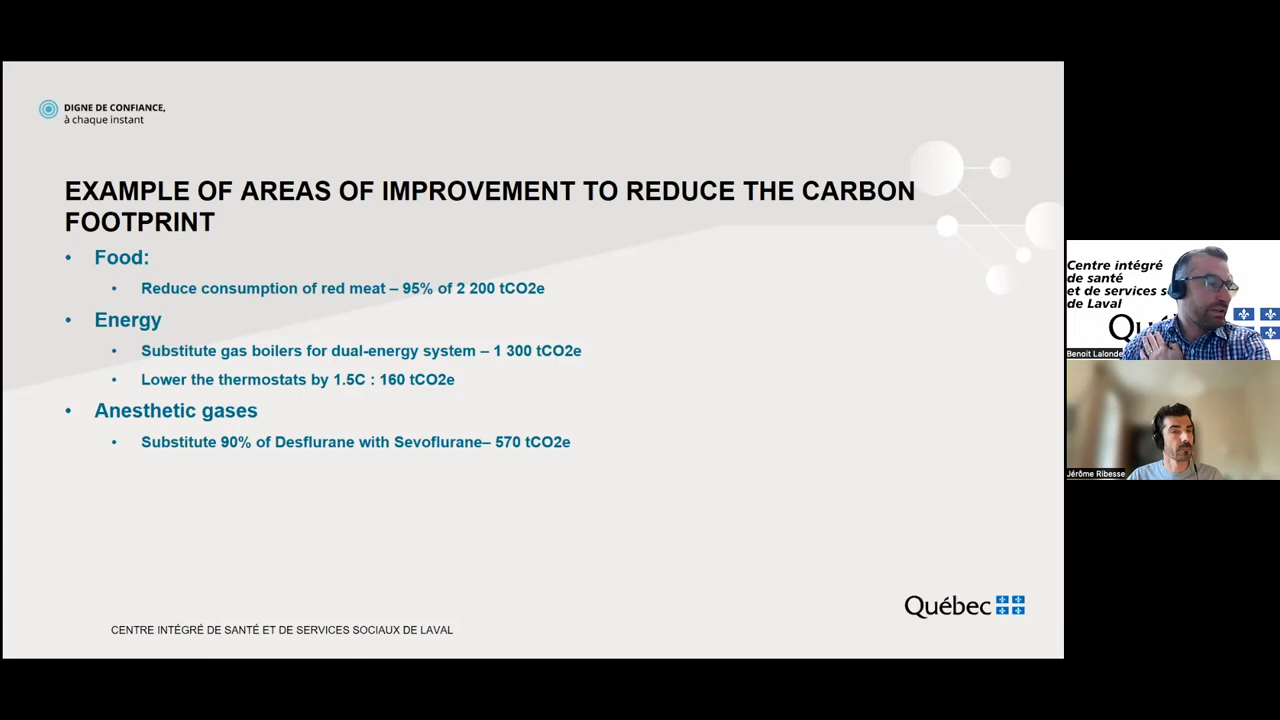 DIGNE DE CONFIANCE,
à chaque instant
EXAMPLE OF AREAS OF IMPROVEMENT TO REDUCE THE CARBON
FOOTPRINT
• Food:
• Reduce consumption of red meat – 95% of 2 200 tCO2e
• Energy
• Substitute gas boilers for dual-energy system – 1 300 tCO2e
• Lower the thermostats by 1.5C : 160 tCO2e
• Anesthetic gases
• Substitute 90% of Desflurane with Sevoflurane– 570 tCO2e
Québec
CENTRE INTÉGRÉ DE SANTÉ ET DE SERVICES SOCIAUX DE LAVAL
Centre intégré
de santé
et de services s
de Laval
Qué
Benoit Lalonde
Jérôme Ribesse